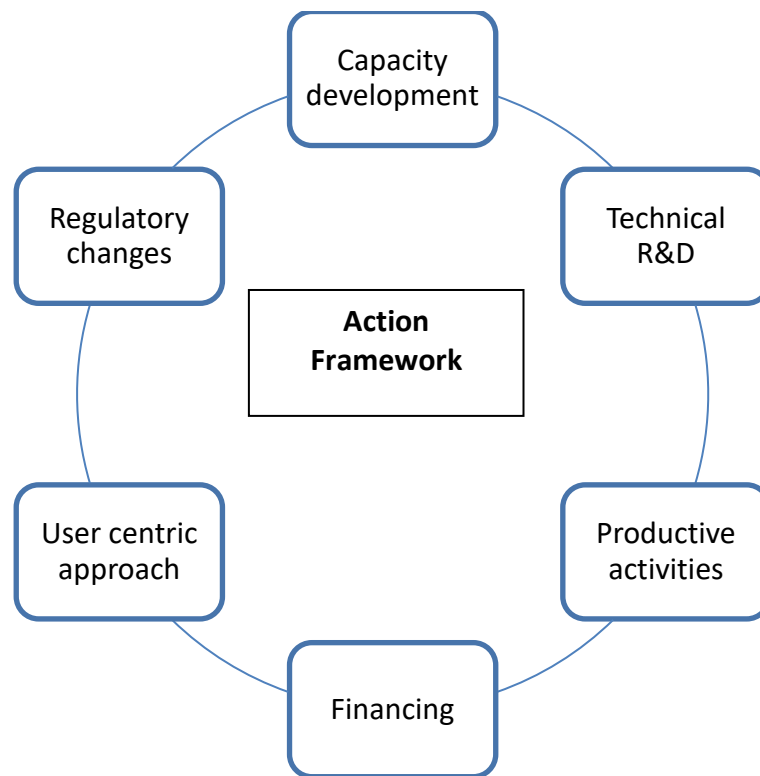 Capacity
development
Regulatory
changes
Technical
R&D
Action
Framework
User centric
approach
Productive
activities
Financing